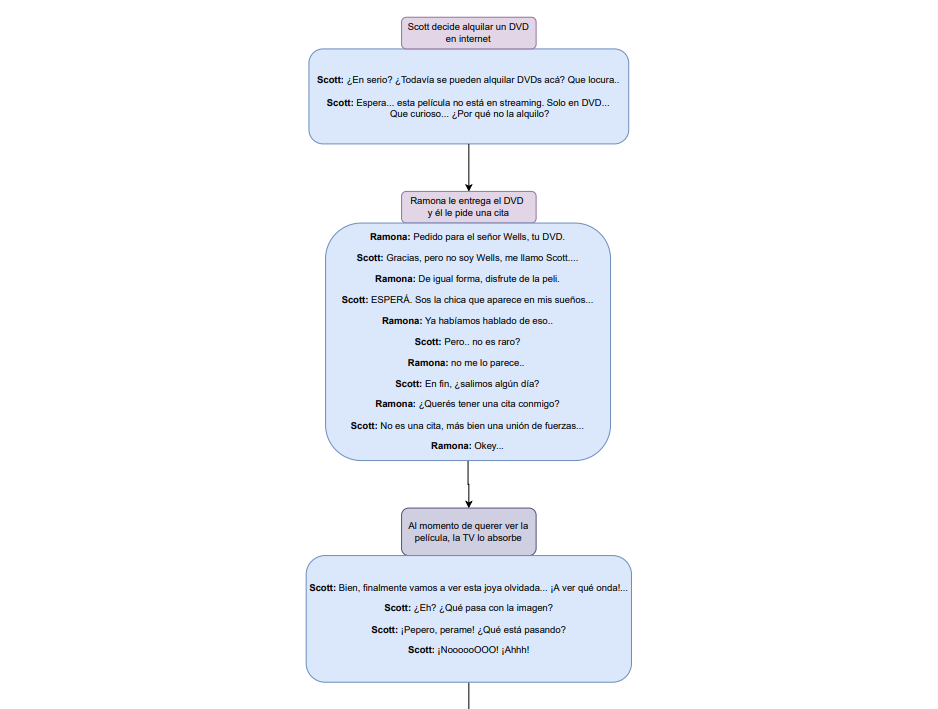 Scott decide alquilar un DVD
en internet
Scott: ¿En serio? ¿Todavía se pueden alquilar DVDs acá? Que locura..
Scott: Espera... esta película no está en streaming. Solo en DVD...
Que curioso... ¿Por qué no la alquilo?
Ramona le entrega el DVD
y él le pide una cita
Ramona: Pedido para el señor Wells, tu DVD.
Scott: Gracias, pero no soy Wells, me llamo Scott....
Ramona: De igual forma, disfrute de la peli.
Scott: ESPERÁ. Sos la chica que aparece en mis sueños...
Ramona: Ya habíamos hablado de eso..
Scott: Pero.. no es raro?
Ramona: no me lo parece..
Scott: En fin, ¿salimos algún día?
Ramona: ¿Querés tener una cita conmigo?
Scott: No es una cita, más bien una unión de fuerzas...
Ramona: Okey...
Al momento de querer ver la
película, la TV lo absorbe
Scott: Bien, finalmente vamos a ver esta joya olvidada... ¡A ver qué onda!...
Scott: ¿Eh? ¿Qué pasa con la imagen?
Scott: ¡Pepero, perame! ¿Qué está pasando?
Scott: ¡NoooooOOO! ¡Ahhh!